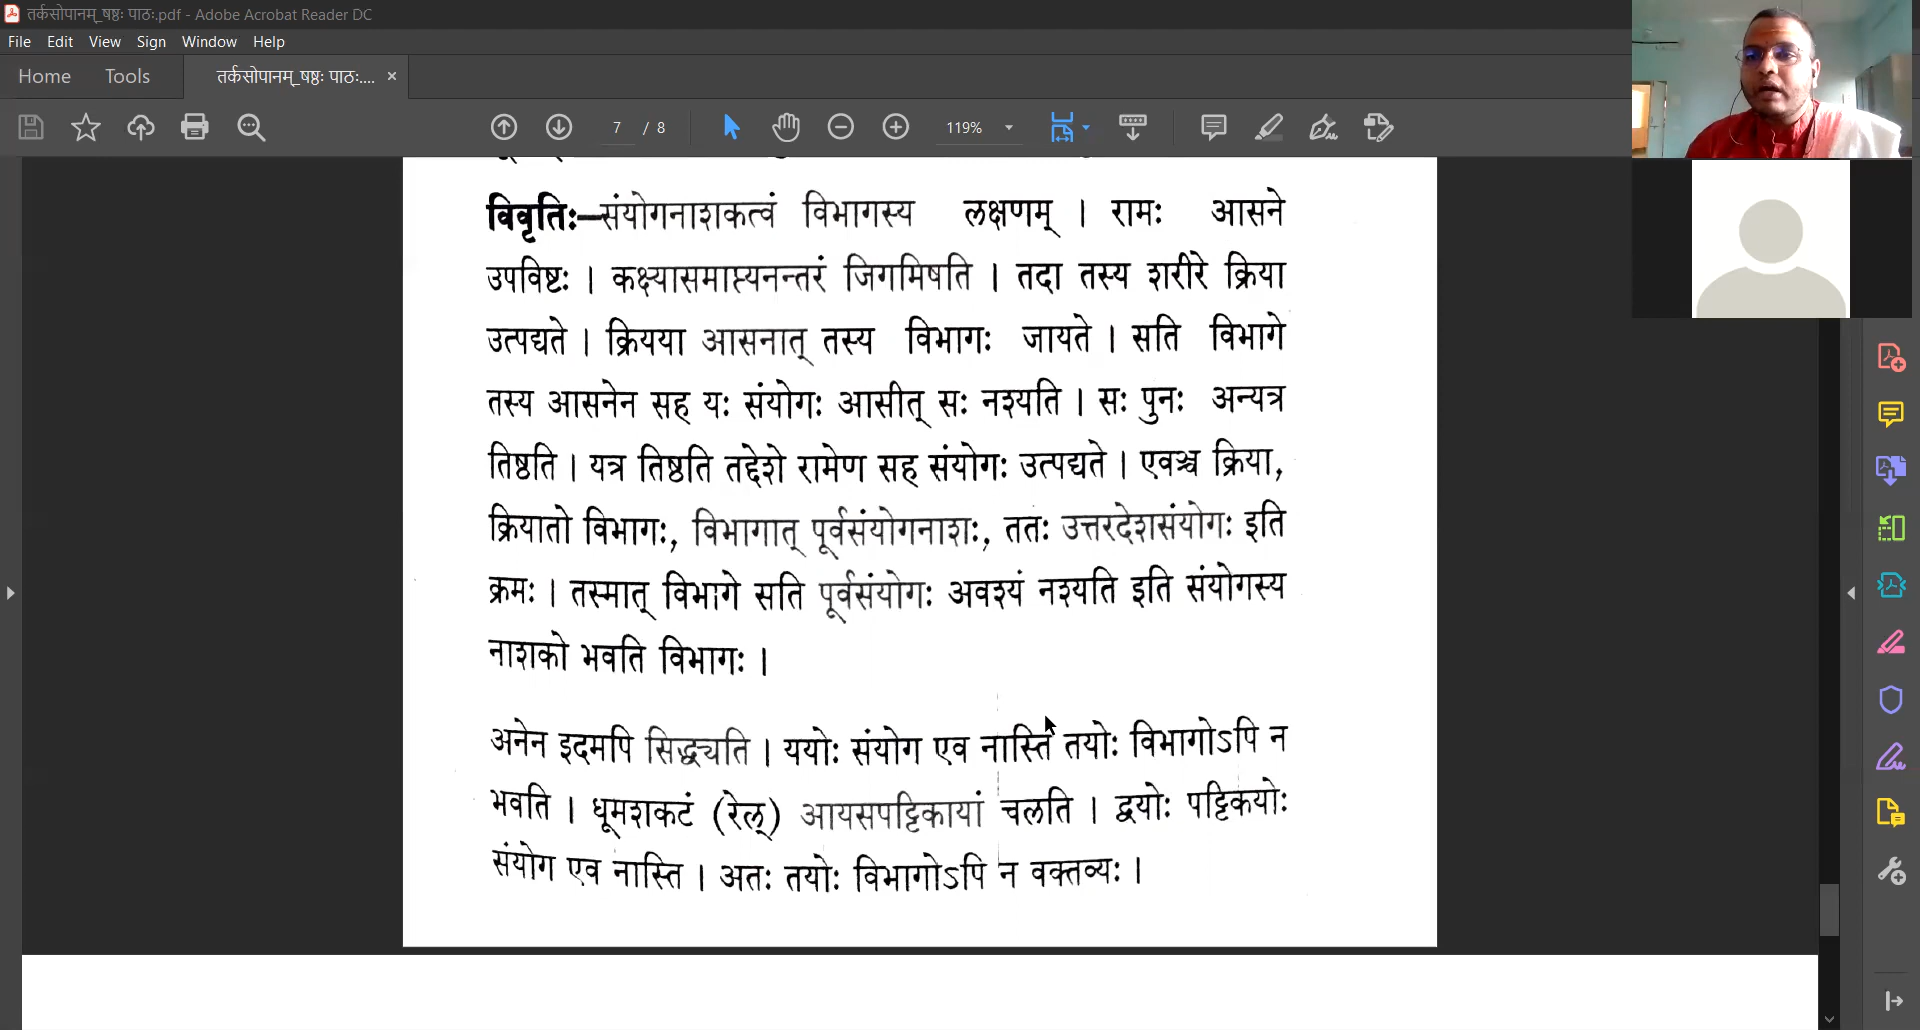 तर्कसोपानम्_षष्ठः पाठः.pdf - Adobe Acrobat Reader DC
File Edit View Sign Window Help
Home Tools तर्कसोपानम्_षष्ठः पाठः.... ×
7 / 8 119%
विवृतिः—संयोगनाशकत्वं विभागस्य लक्षणम् । रामः आसने
उपविष्टः । कक्ष्यासमाप्त्यनन्तरं जिगमिषति । तदा तस्य शरीरे क्रिया
उत्पद्यते । क्रियया आसनात् तस्य विभागः जायते । सति विभागे
तस्य आसनेन सह यः संयोगः आसीत् सः नश्यति । सः पुनः अन्यत्र
तिष्ठति । यत्र तिष्ठति तद्देशे रामेण सह संयोगः उत्पद्यते । एवञ्च क्रिया,
क्रियातो विभागः, विभागात् पूर्वसंयोगनाशः, ततः उत्तरदेशसंयोगः इति
क्रमः । तस्मात् विभागे सति पूर्वसंयोगः अवश्यं नश्यति इति संयोगस्य
नाशको भवति विभागः ।
अनेन इदमपि सिद्ध्यति । ययोः संयोग एव नास्ति तयोः विभागोऽपि न
भवति । धूमशकटं (रेल्) आयसपट्टिकायां चलति । द्वयोः पट्टिकयोः
संयोग एव नास्ति । अतः तयोः विभागोऽपि न वक्तव्यः ।